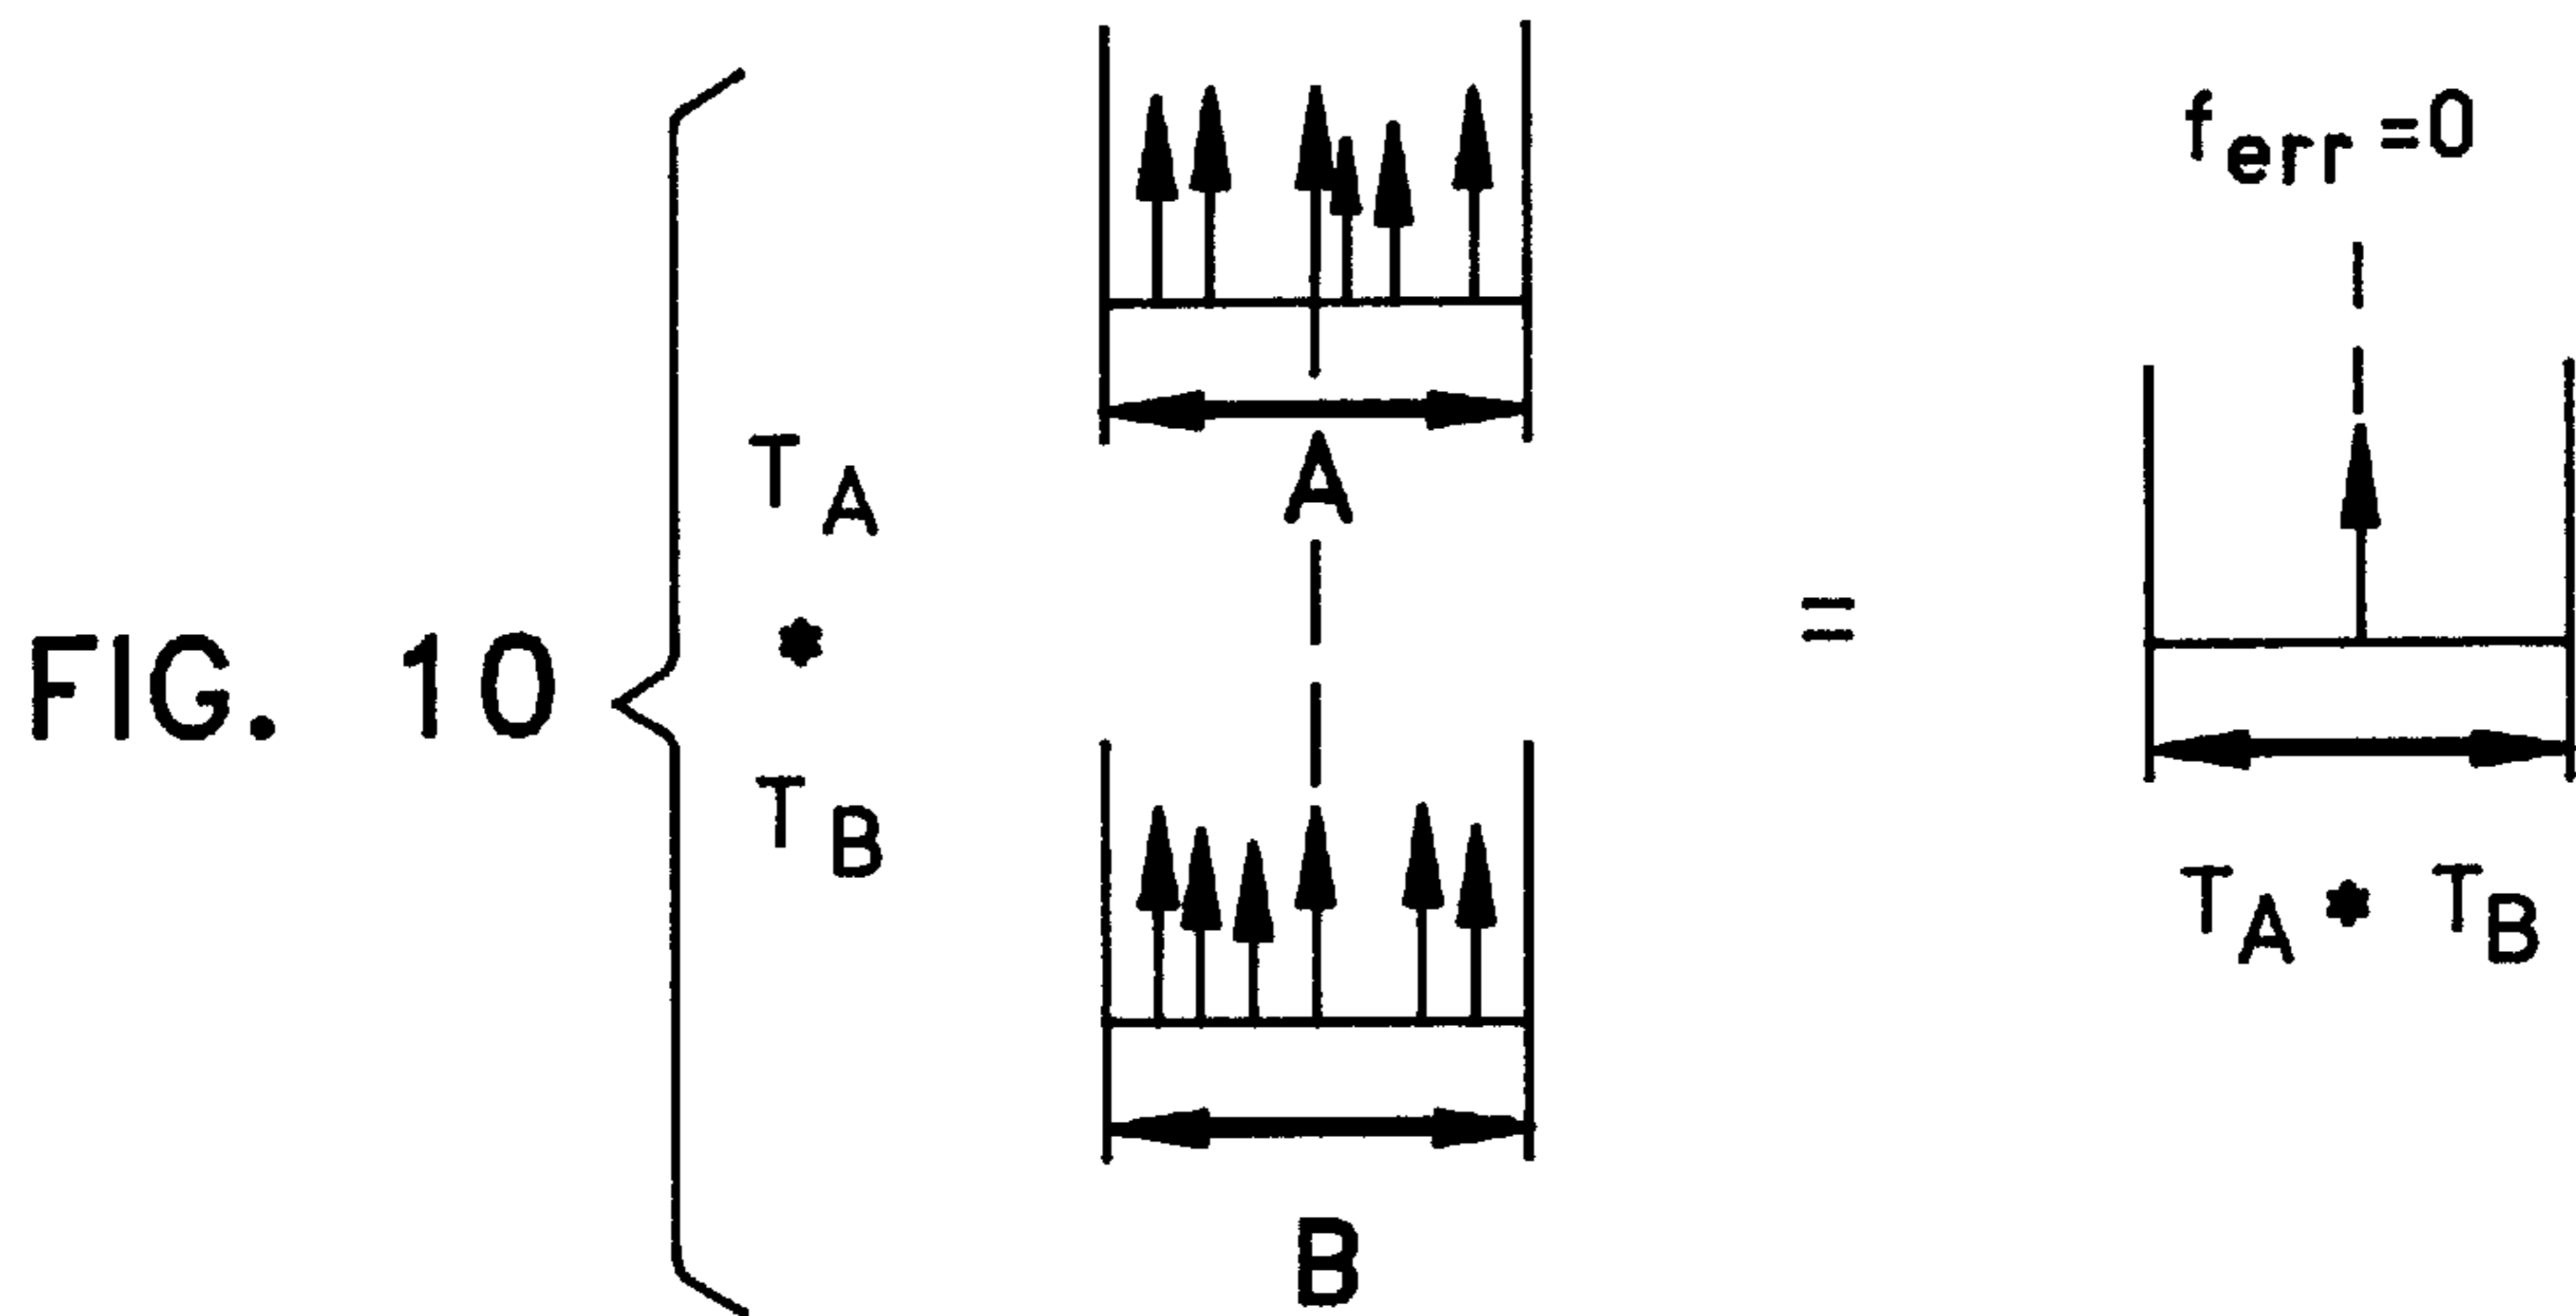 FIG. 10
T_A
*
T_B
A
B
=
f_err=0
T_A * T_B